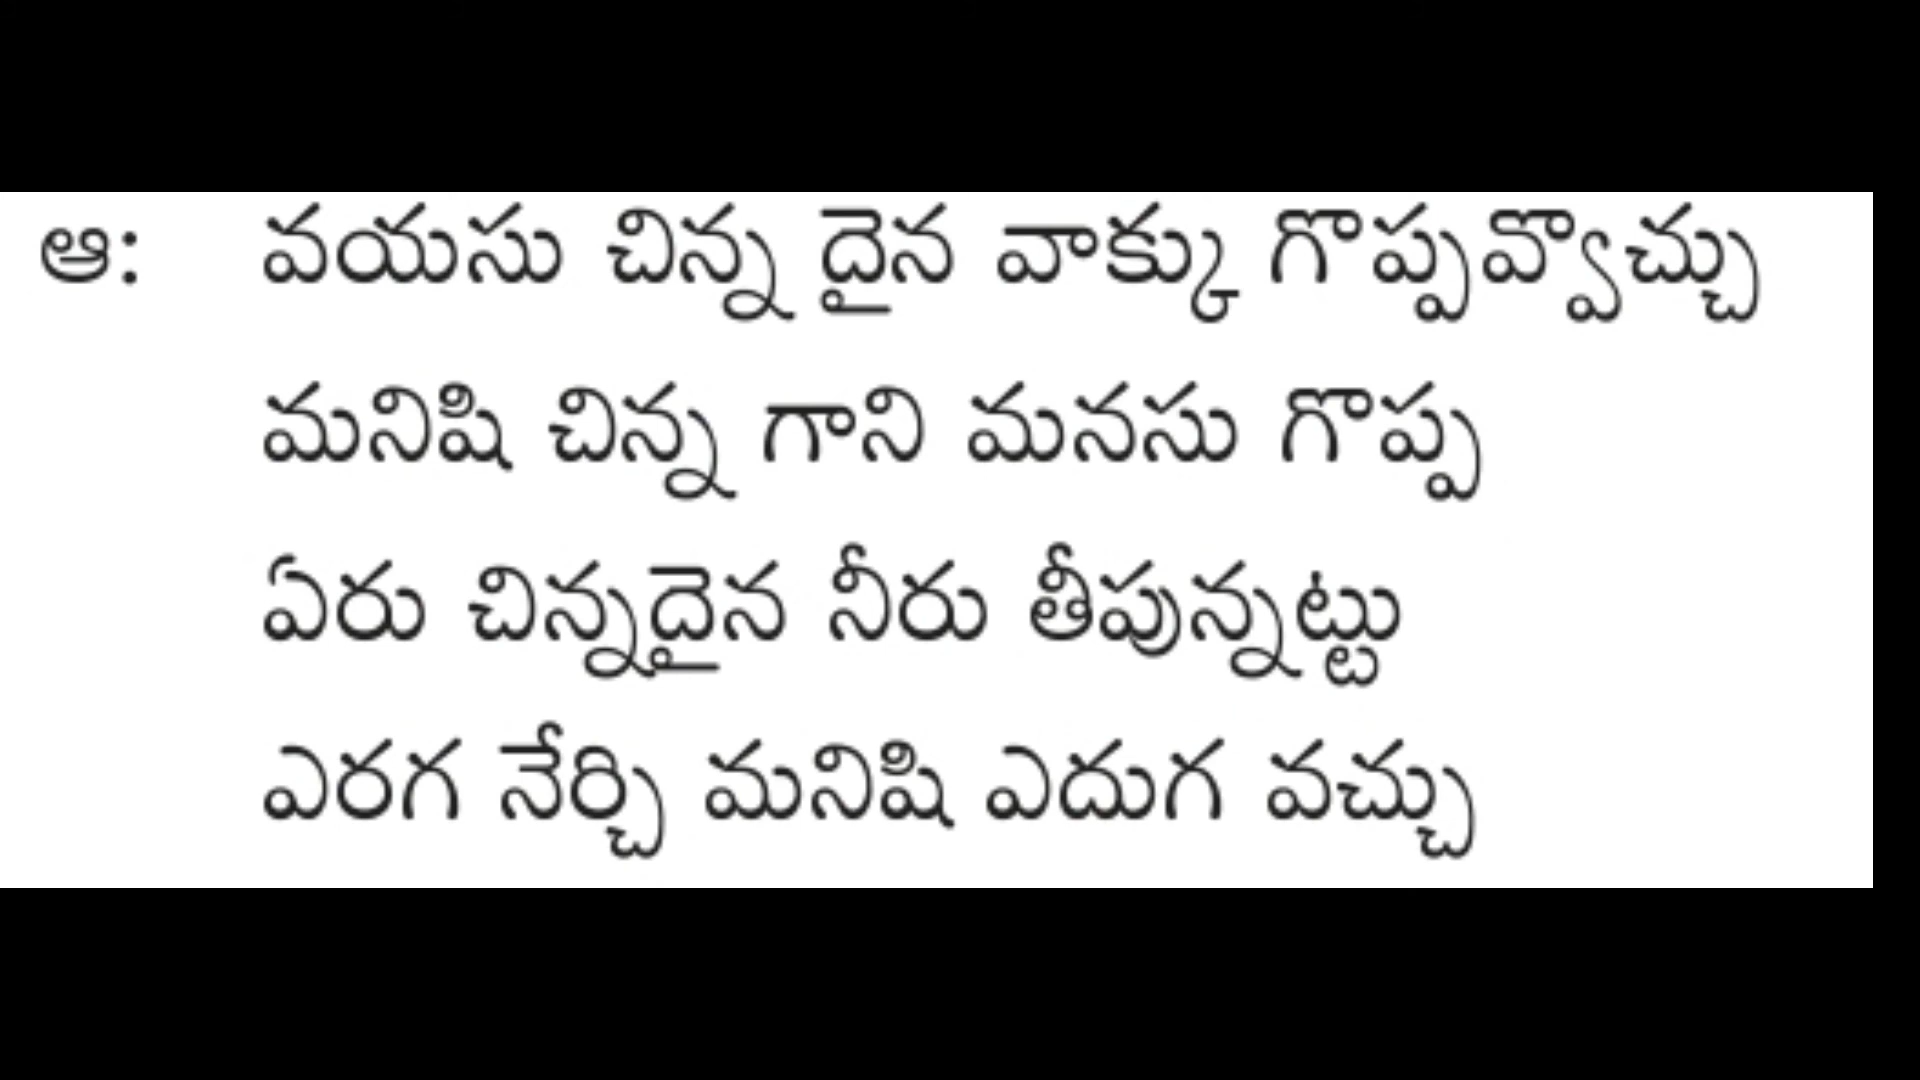 ఆ: వయసు చిన్న దైన వాక్కు గొప్పవ్వొచ్చు
మనిషి చిన్న గాని మనసు గొప్ప
ఏరు చిన్నదైన నీరు తీపున్నట్టు
ఎరగ నేర్చి మనిషి ఎదుగ వచ్చు